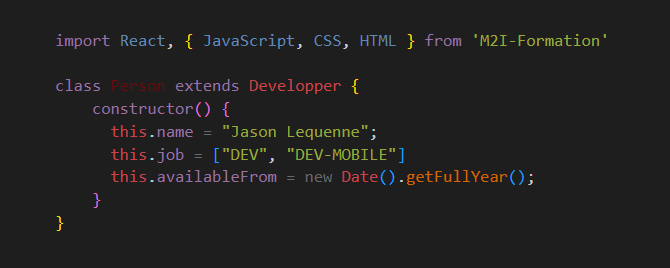 import React, { JavaScript, CSS, HTML } from 'M2I-Formation'
class Person extends Developper {
constructor() {
this.name = "Jason Lequenne";
this.job = ["DEV", "DEV-MOBILE"]
this.availableFrom = new Date().getFullYear();
}
}